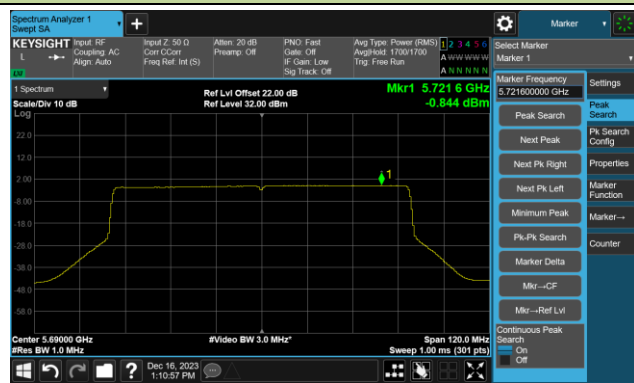 Spectrum Analyzer 1
Swept SA
Marker
KEYSIGHT
L
LXI
Input: RF
Coupling: AC
Align: Auto
Input Z: 50 Ω
Corr CCorr
Freq Ref: Int (S)
Atten: 20 dB
Preamp: Off
PNO: Fast
Gate: Off
IF Gain: Low
Sig Track: Off
Avg Type: Power (RMS)
Avg|Hold: 1700/1700
Trig: Free Run
1 2 3 4 5 6
A W W W W W
A N N N N N
Select Marker
Marker 1
1 Spectrum
Scale/Div 10 dB
Log
Ref Lvl Offset 22.00 dB
Ref Level 32.00 dBm
Mkr1 5.721 6 GHz
-0.844 dBm
22.0
12.0
2.00
-8.00
-18.0
-28.0
-38.0
-48.0
-58.0
1
Center 5.69000 GHz
#Res BW 1.0 MHz
#Video BW 3.0 MHz*
Span 120.0 MHz
Sweep 1.00 ms (301 pts)
Marker Frequency
5.721600000 GHz
Peak Search
Next Peak
Next Pk Right
Next Pk Left
Minimum Peak
Pk-Pk Search
Marker Delta
Mkr→CF
Mkr→Ref Lvl
Continuous Peak
Search
On
Off
Settings
Peak
Search
Pk Search
Config
Properties
Marker
Function
Marker→
Counter
?
Dec 16, 2023
1:10:57 PM